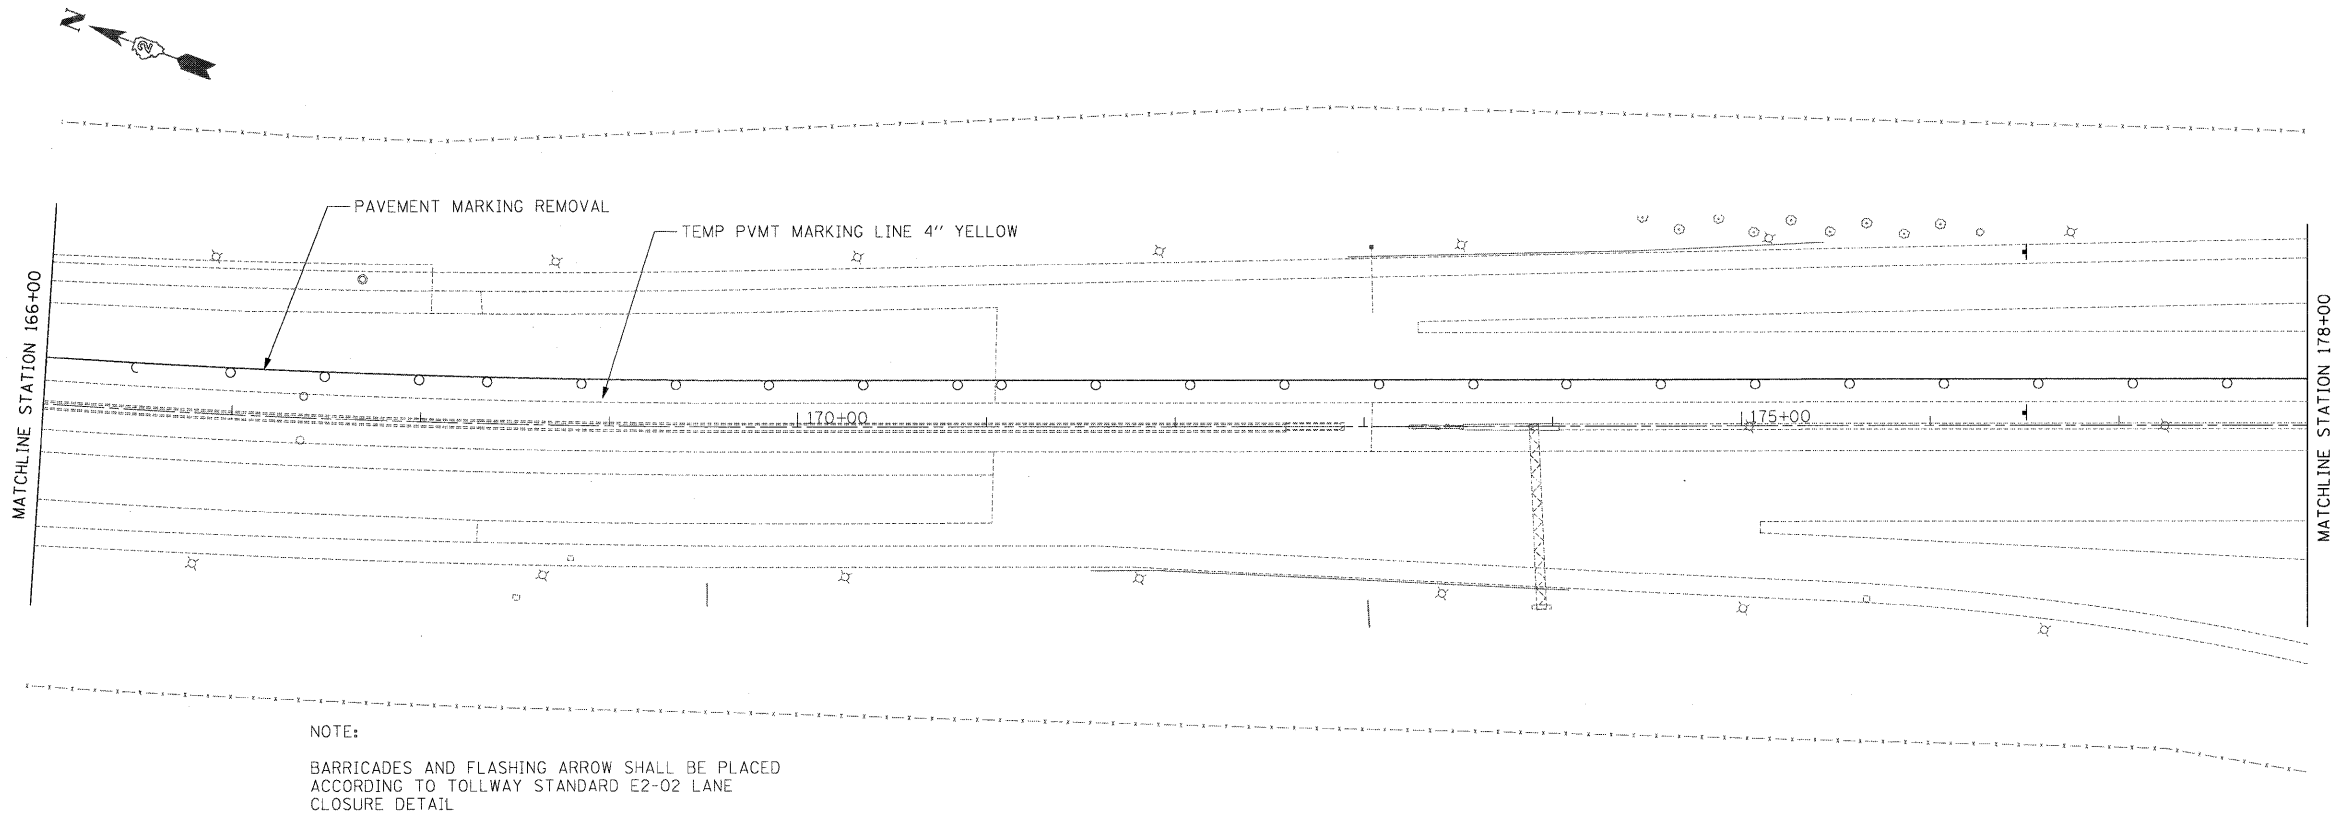 N
2
PAVEMENT MARKING REMOVAL
TEMP PVMT MARKING LINE 4" YELLOW
MATCHLINE STATION 166+00
170+00
175+00
MATCHLINE STATION 178+00
NOTE:
BARRICADES AND FLASHING ARROW SHALL BE PLACED
ACCORDING TO TOLLWAY STANDARD E2-02 LANE
CLOSURE DETAIL